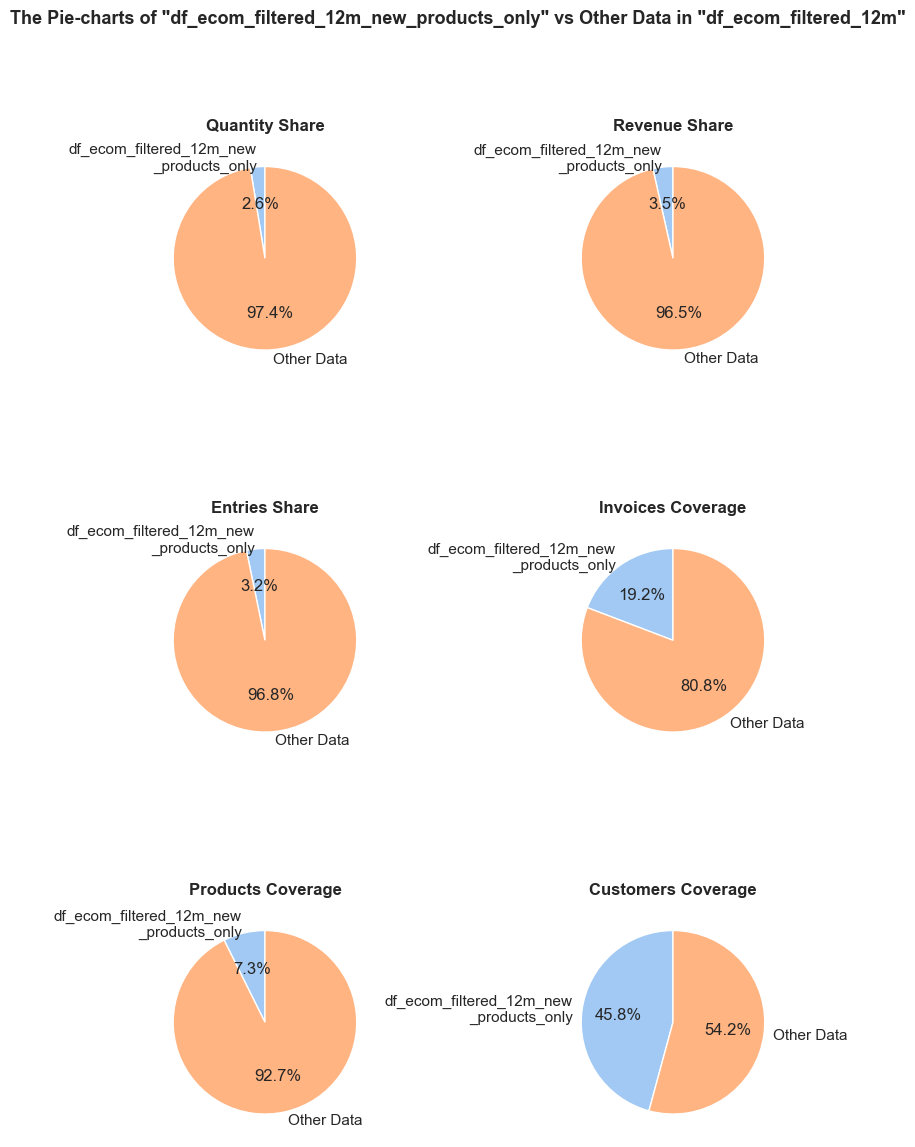 The Pie-charts of "df_ecom_filtered_12m_new_products_only" vs Other Data in "df_ecom_filtered_12m"
Quantity Share
df_ecom_filtered_12m_new
_products_only
2.6%
97.4%
Other Data
Revenue Share
df_ecom_filtered_12m_new
_products_only
3.5%
96.5%
Other Data
Entries Share
df_ecom_filtered_12m_new
_products_only
3.2%
96.8%
Other Data
Invoices Coverage
df_ecom_filtered_12m_new
_products_only
19.2%
80.8%
Other Data
Products Coverage
df_ecom_filtered_12m_new
_products_only
7.3%
92.7%
Other Data
Customers Coverage
df_ecom_filtered_12m_new
_products_only
45.8%
54.2%
Other Data